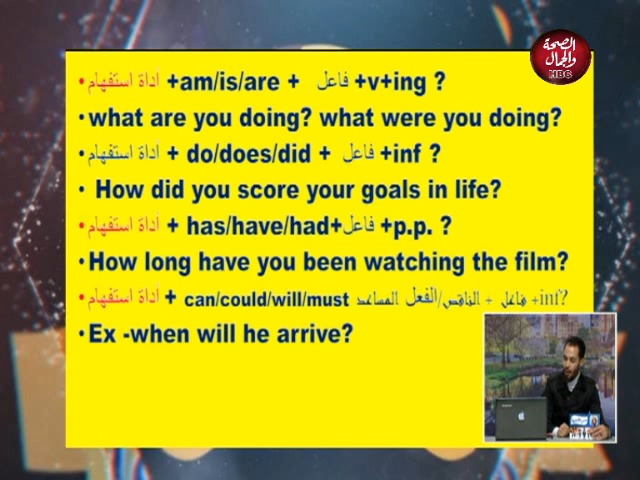 الصحة
والجمال
HBC
• اداة استفهام +am/is/are + فاعل +v+ing ?
• what are you doing? what were you doing?
• اداة استفهام + do/does/did + فاعل +inf ?
• How did you score your goals in life?
• أداة استفهام + has/have/had+فاعل +p.p. ?
• How long have you been watching the film?
• أداة استفهام + can/could/will/must الفعل المساعد/الناقص + فاعل +inf?
• Ex -when will he arrive?